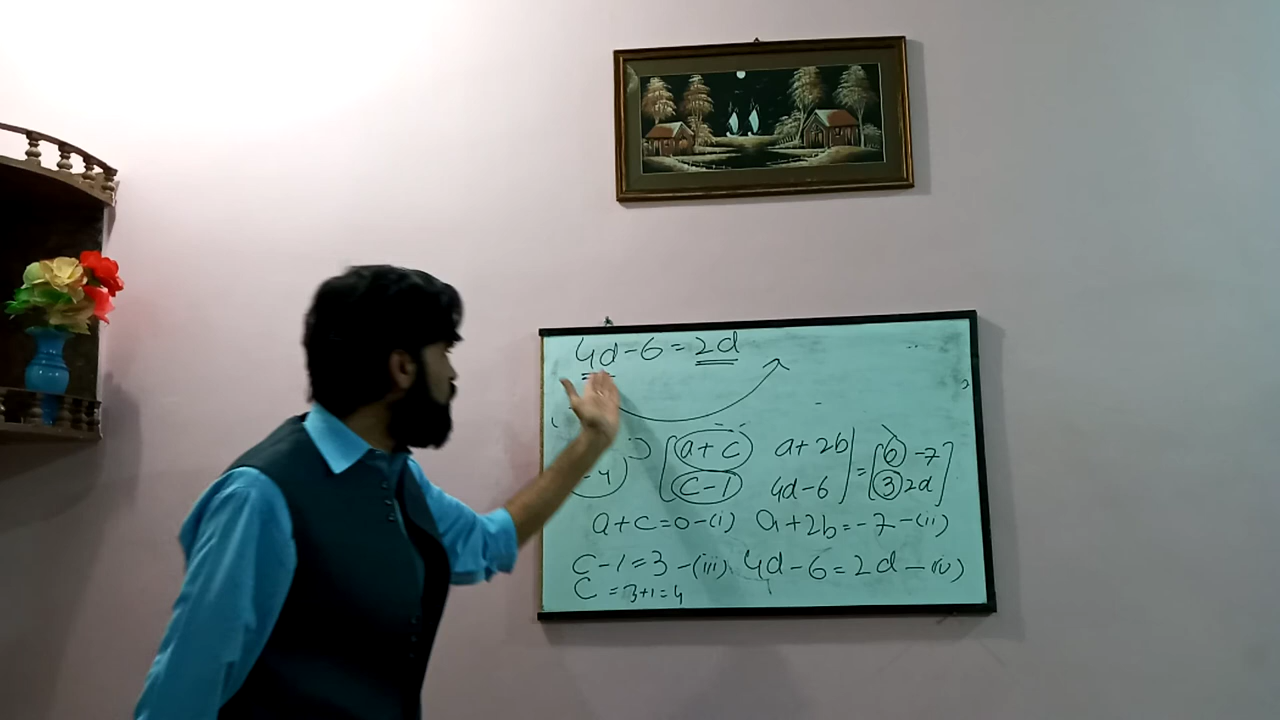 4d-6=2d
-4
[a+c a+2b] = [0 -7]
[c-1 4d-6] [3 2d]
a+c=0-(i) a+2b=-7-(ii)
C-1=3-(iii) 4d-6=2d-(iv)
C=3+1=4